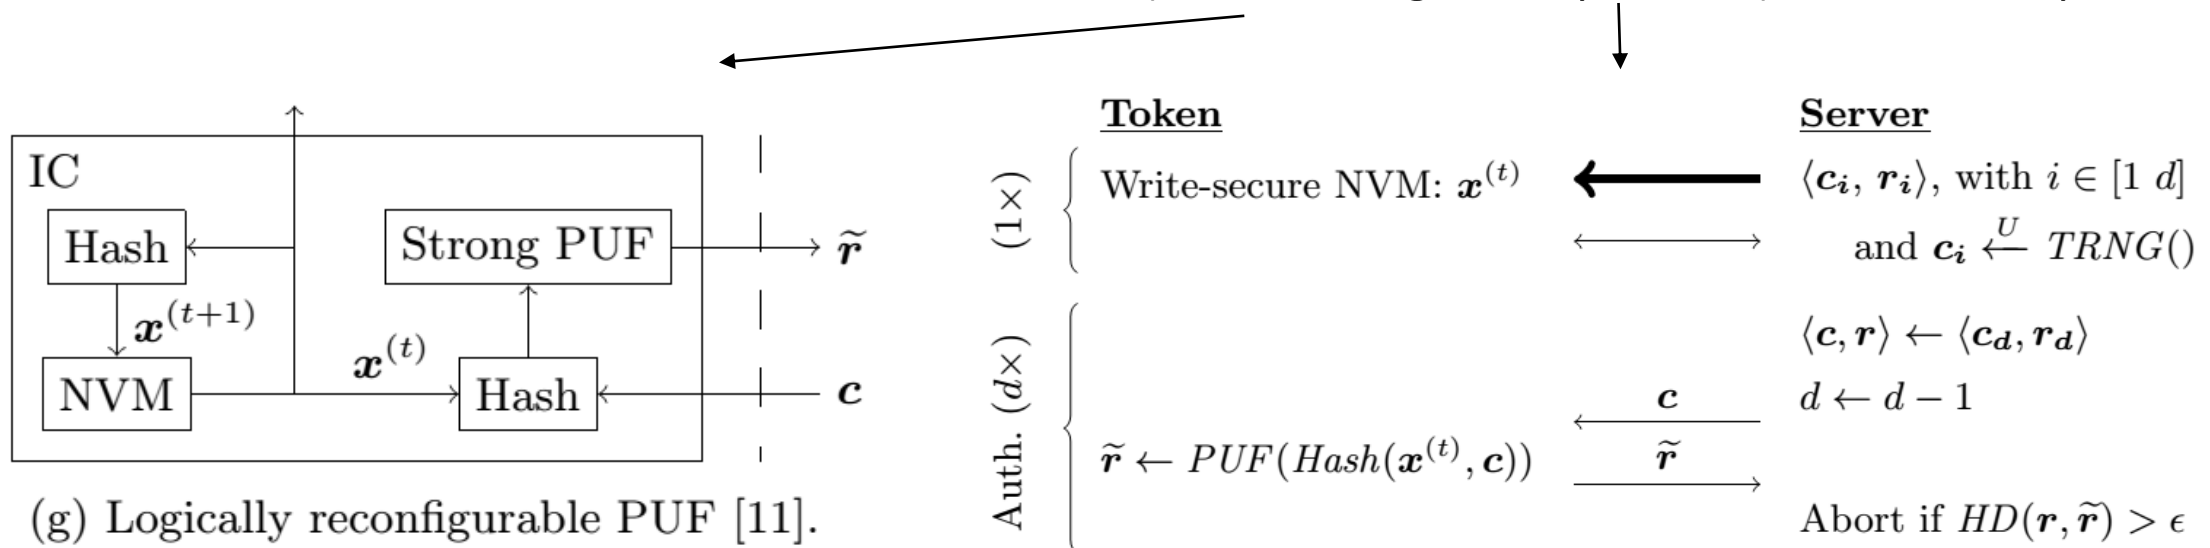 IC
Hash
Strong PUF
r̃
x^(t+1)
x^(t)
NVM
Hash
c
(g) Logically reconfigurable PUF [11].
Token
Server
(1×)
Write-secure NVM: x^(t)
⟨c_i, r_i⟩, with i ∈ [1 d]
and c_i ←^U TRNG()
Auth. (d×)
⟨c, r⟩ ← ⟨c_d, r_d⟩
d ← d − 1
c
r̃ ← PUF(Hash(x^(t), c))
r̃
Abort if HD(r, r̃) > ϵ